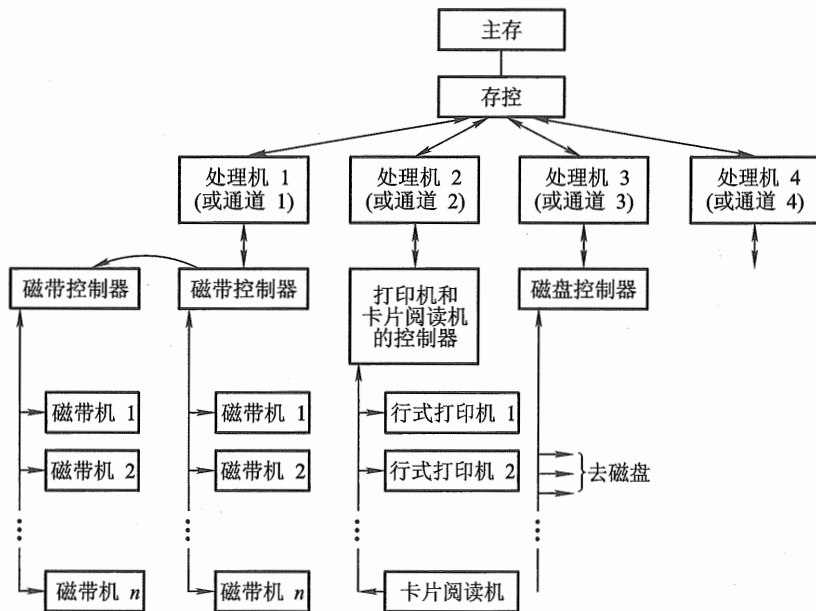 主存
存控
处理机 1
(或通道 1)
处理机 2
(或通道 2)
处理机 3
(或通道 3)
处理机 4
(或通道 4)
磁带控制器
磁带控制器
打印机和
卡片阅读机
的控制器
磁盘控制器
磁带机 1
磁带机 1
行式打印机 1
磁带机 2
磁带机 2
行式打印机 2
去磁盘
磁带机 n
磁带机 n
卡片阅读机